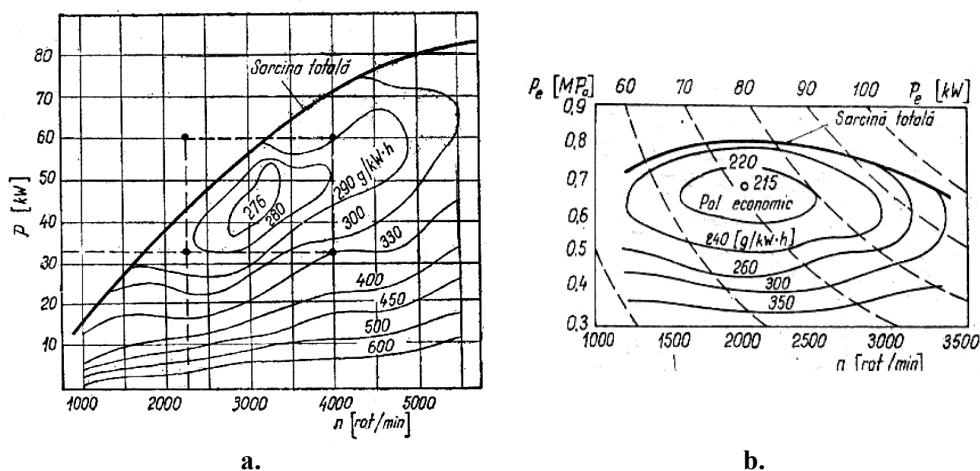 80
70
60
50
40
30
20
10
P [kW]
Sarcina totală
276
280
290 g/kW·h
300
330
400
450
500
600
1000 2000 3000 4000 5000
n [rot/min]
a.
Pe [MPa] 60 70 80 90 100 Pe [kW]
0,9
0,8
0,7
0,6
0,5
0,4
0,3
Sarcină totală
220
215
Pol economic
240 [g/kW·h]
260
300
350
1000 1500 2000 2500 3000 3500
n [rot/min]
b.